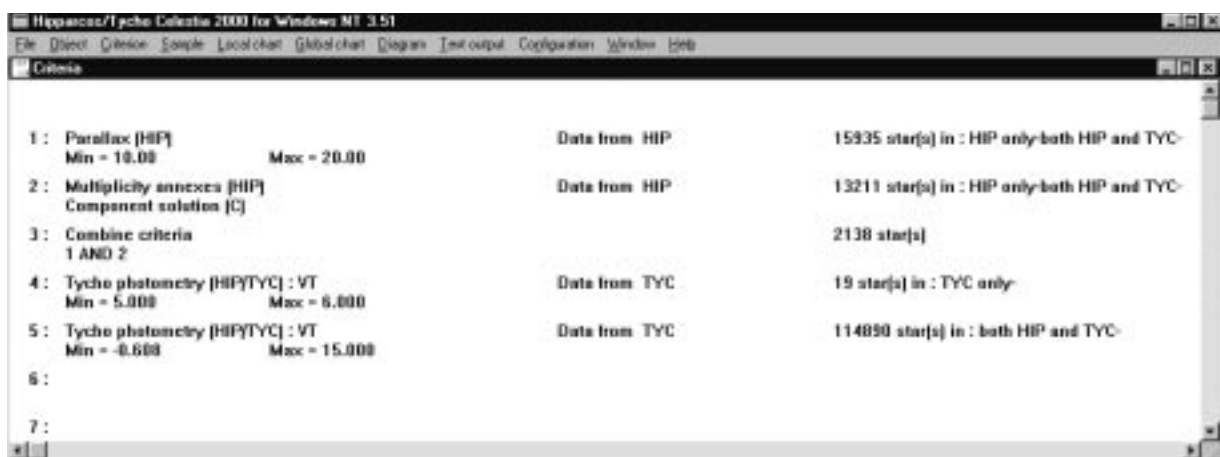 Hipparcos/Tycho Celestia 2000 for Windows NT 3.51
File Object Criterion Sample Local chart Global chart Diagram Text output Configuration Window Help
Criteria
1 : Parallax (HIP) Data from HIP 15935 star(s) in : HIP only-both HIP and TYC-
Min = 10.00 Max = 20.00
2 : Multiplicity annexes (HIP) Data from HIP 13211 star(s) in : HIP only-both HIP and TYC-
Component solution (C)
3 : Combine criteria 2138 star(s)
1 AND 2
4 : Tycho photometry (HIP/TYC) : VT Data from TYC 19 star(s) in : TYC only-
Min = 5.000 Max = 6.000
5 : Tycho photometry (HIP/TYC) : VT Data from TYC 114890 star(s) in : both HIP and TYC-
Min = -0.608 Max = 15.000
6 :
7 :